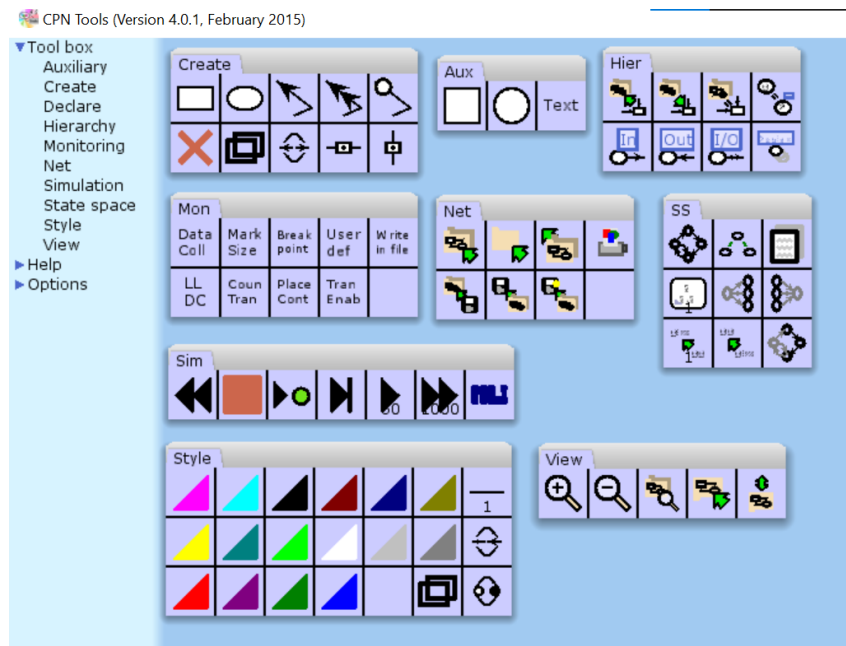 CPN Tools (Version 4.0.1, February 2015)
Tool box
Auxiliary
Create
Declare
Hierarchy
Monitoring
Net
Simulation
State space
Style
View
Help
Options
Create
Aux
Text
Hier
In
Out
I/O
Mon
Data
Coll
Mark
Size
Break
point
User
def
Write
in file
LL
DC
Coun
Tran
Place
Cont
Tran
Enab
Net
SS
1
1
Sim
50
1000
Style
1
View